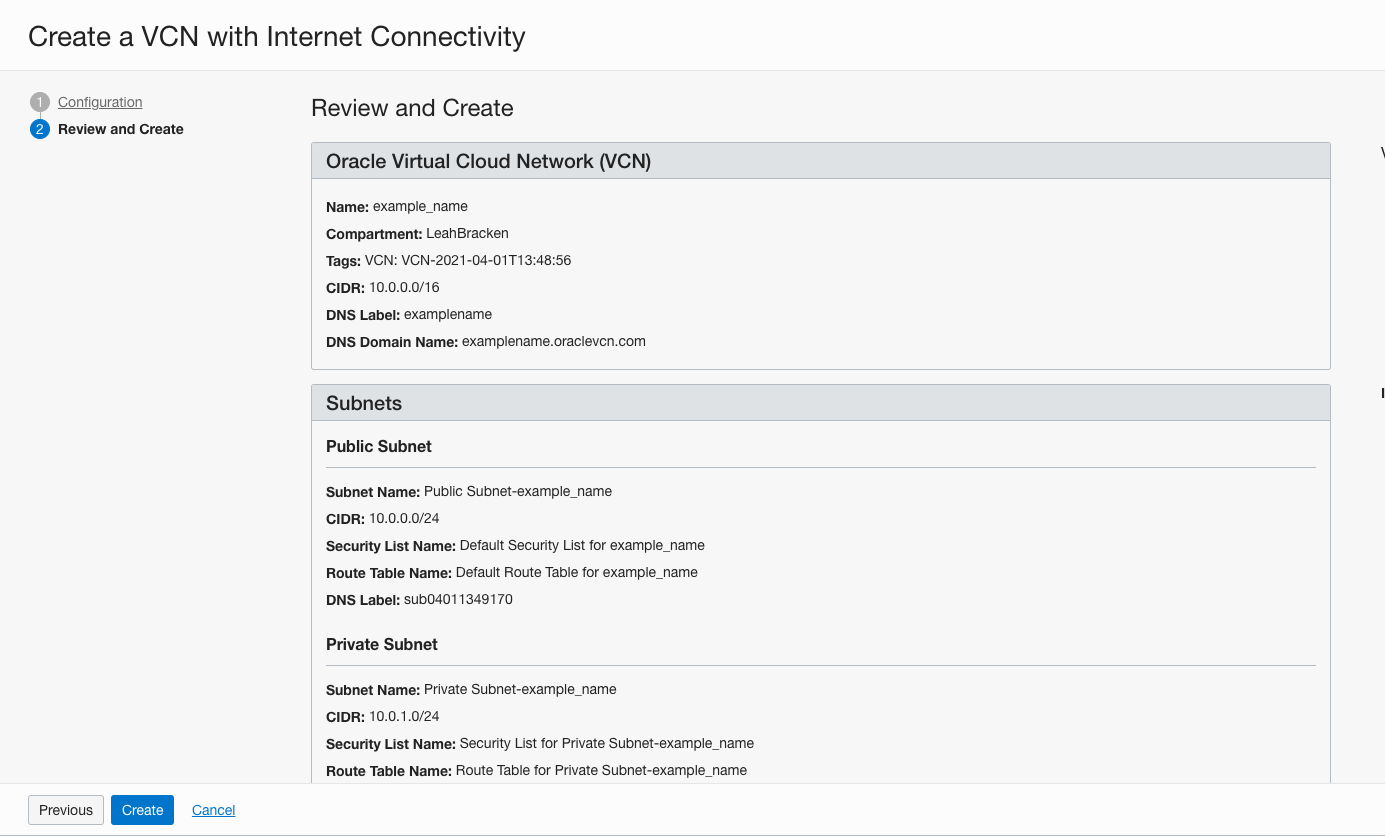 Create a VCN with Internet Connectivity
1 Configuration
2 Review and Create
Review and Create
Oracle Virtual Cloud Network (VCN)
Name: example_name
Compartment: LeahBracken
Tags: VCN: VCN-2021-04-01T13:48:56
CIDR: 10.0.0.0/16
DNS Label: examplename
DNS Domain Name: examplename.oraclevcn.com
Subnets
Public Subnet
Subnet Name: Public Subnet-example_name
CIDR: 10.0.0.0/24
Security List Name: Default Security List for example_name
Route Table Name: Default Route Table for example_name
DNS Label: sub04011349170
Private Subnet
Subnet Name: Private Subnet-example_name
CIDR: 10.0.1.0/24
Security List Name: Security List for Private Subnet-example_name
Route Table Name: Route Table for Private Subnet-example_name
Previous Create Cancel